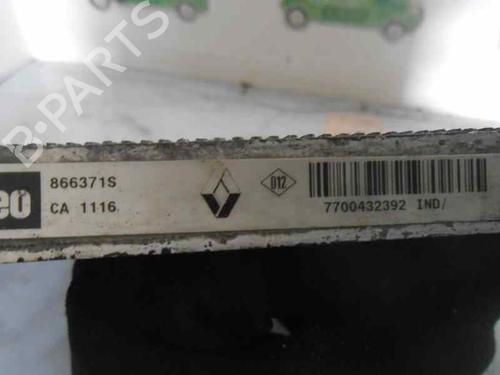 eo
866371S
CA 1116
D12
7700432392 IND/
B-PARTS